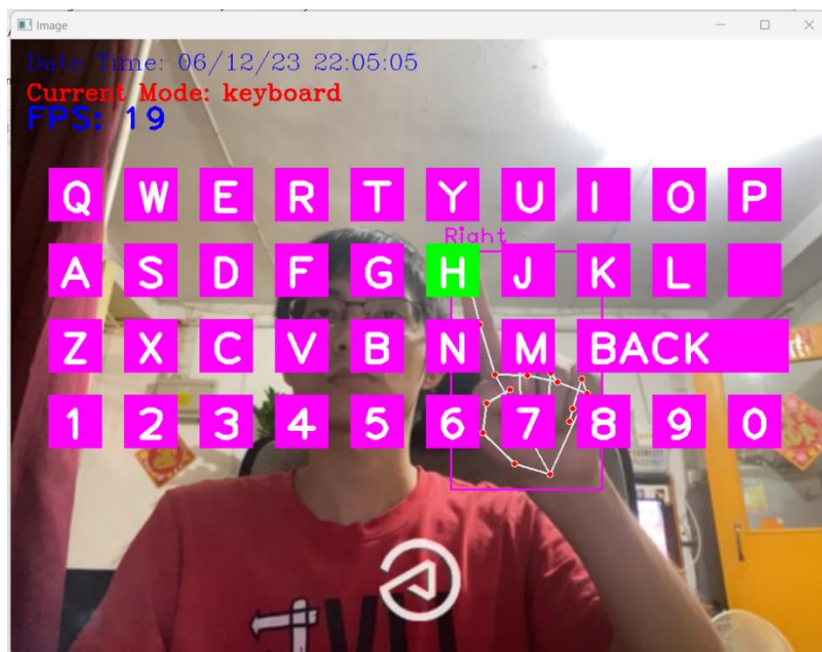 Image
Date Time: 06/12/23 22:05:05
Current Mode: keyboard
FPS: 19
Q W E R T Y U I O P
Right
A S D F G H J K L
Z X C V B N M BACK
1 2 3 4 5 6 7 8 9 0